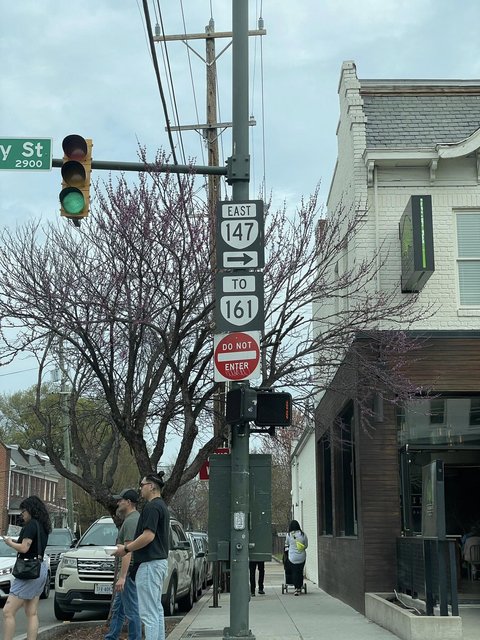 y St
2900
EAST
147
TO
161
DO NOT
ENTER